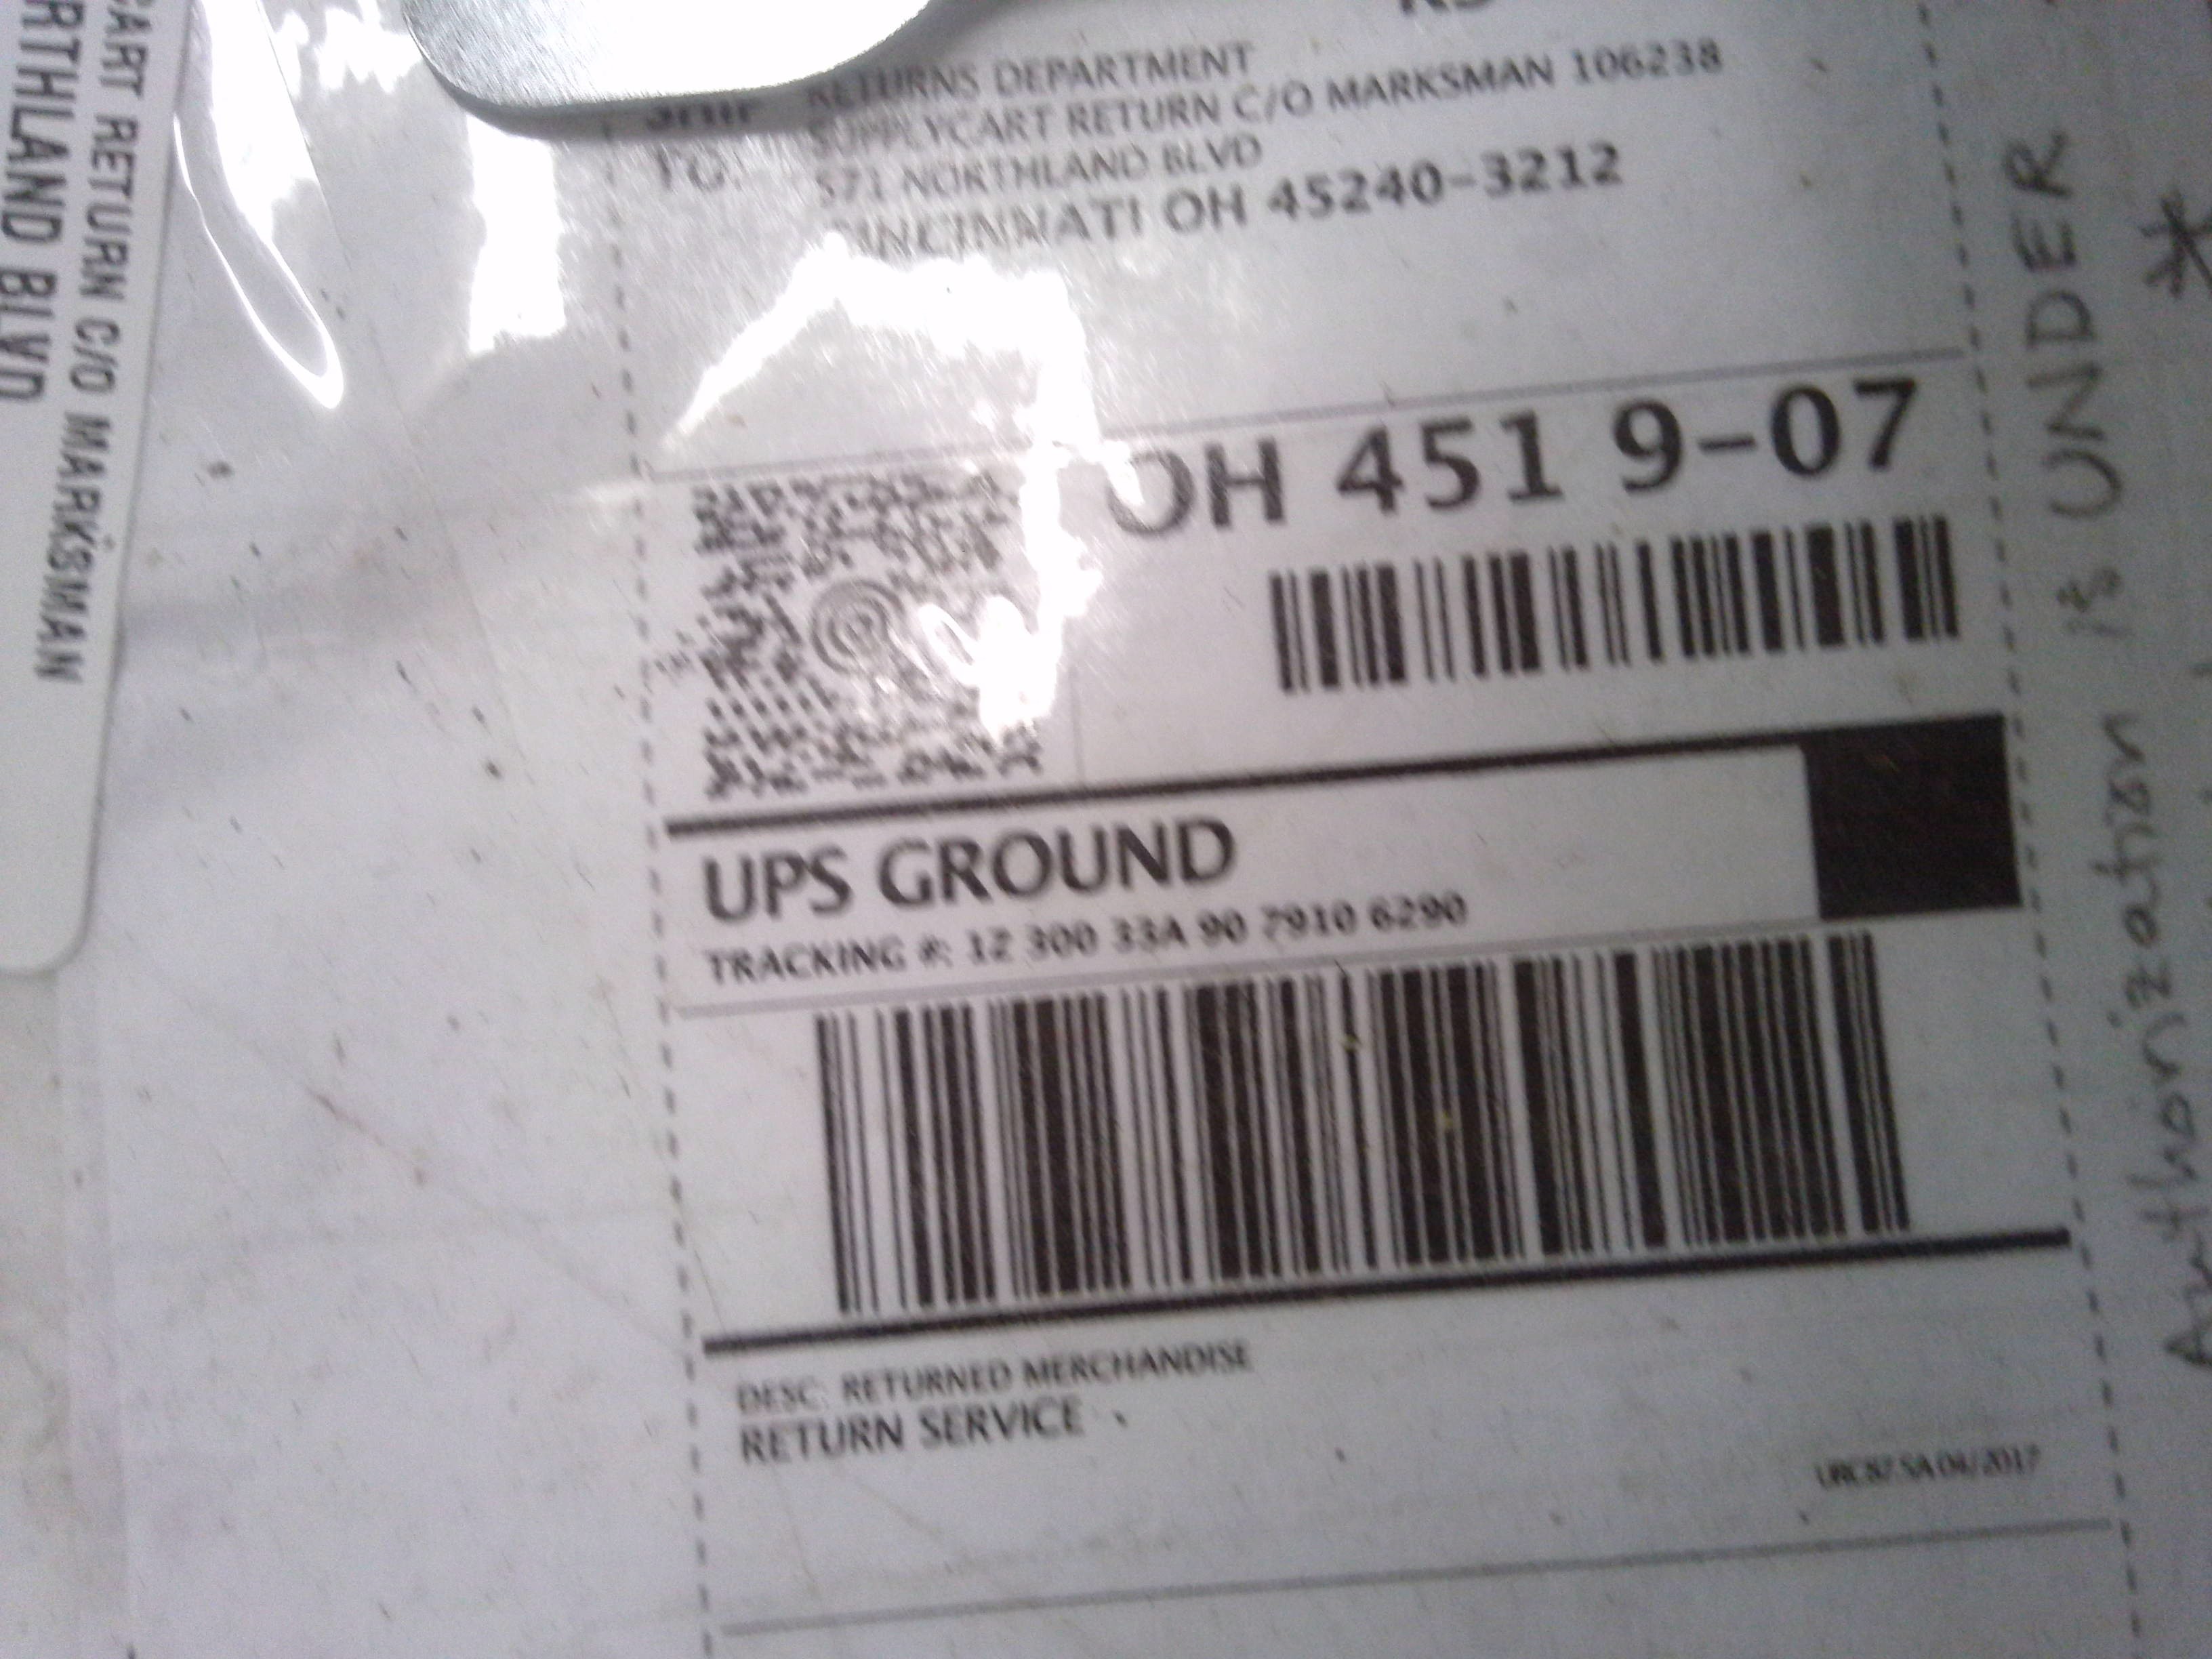 CART RETURN C/O MARKSMAN
RTHLAND BLVD
RETURNS DEPARTMENT
SUPPLYCART RETURN C/O MARKSMAN 106238
TO:
571 NORTHLAND BLVD
CINCINNATI OH 45240-3212
OH 451 9-07
UPS GROUND
TRACKING #: 1Z 300 33A 90 7910 6290
DESC: RETURNED MERCHANDISE
RETURN SERVICE
Authorization is UNDER *